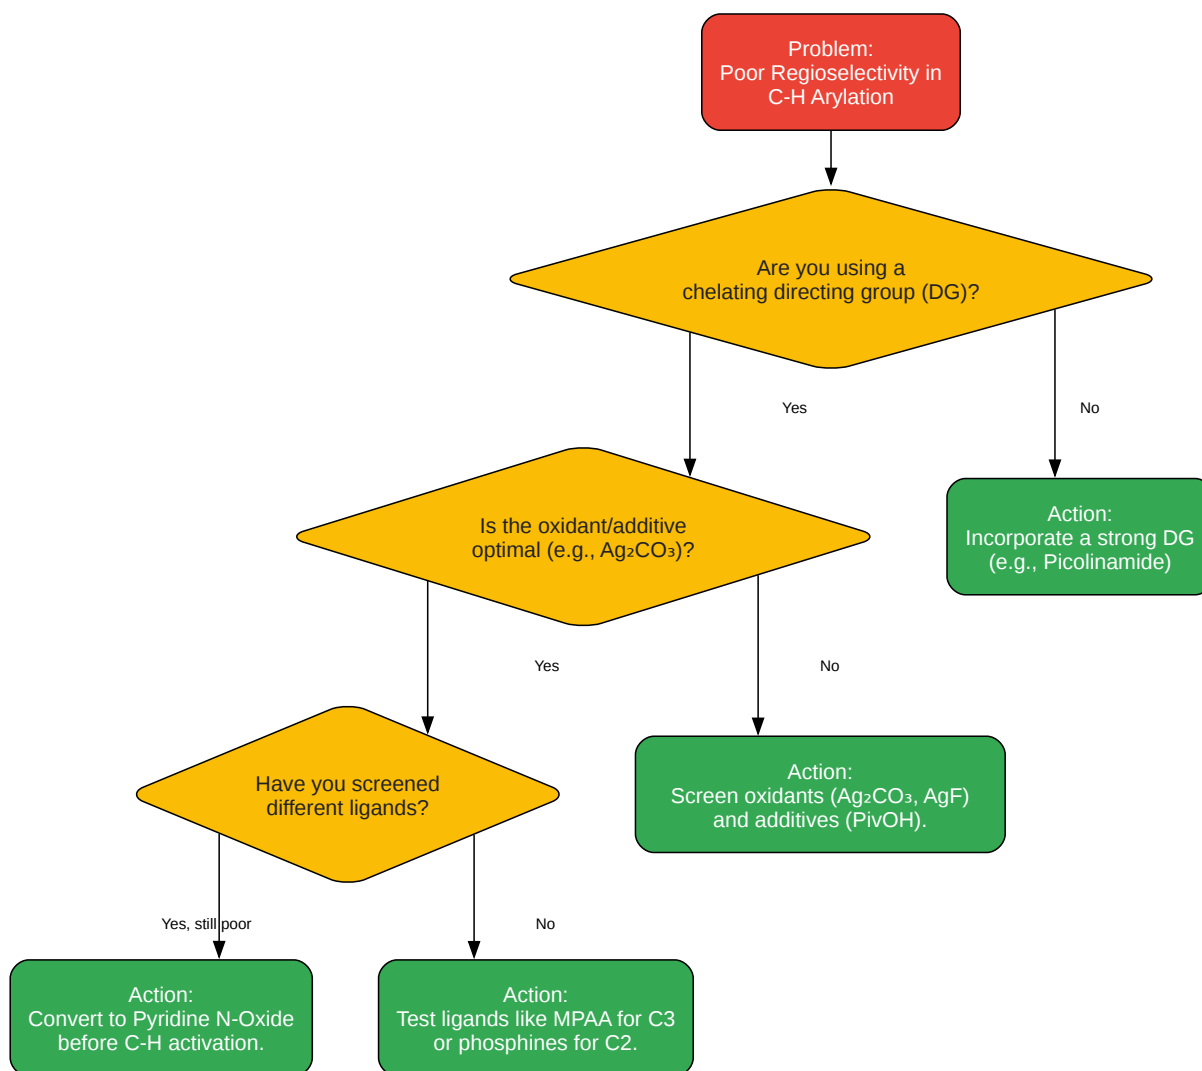 Problem:
Poor Regioselectivity in
C-H Arylation
Are you using a
chelating directing group (DG)?
Yes
No
Is the oxidant/additive
optimal (e.g., Ag₂CO₃)?
Action:
Incorporate a strong DG
(e.g., Picolinamide)
Yes
No
Have you screened
different ligands?
Action:
Screen oxidants (Ag₂CO₃, AgF)
and additives (PivOH).
Yes, still poor
No
Action:
Convert to Pyridine N-Oxide
before C-H activation.
Action:
Test ligands like MPAA for C3
or phosphines for C2.